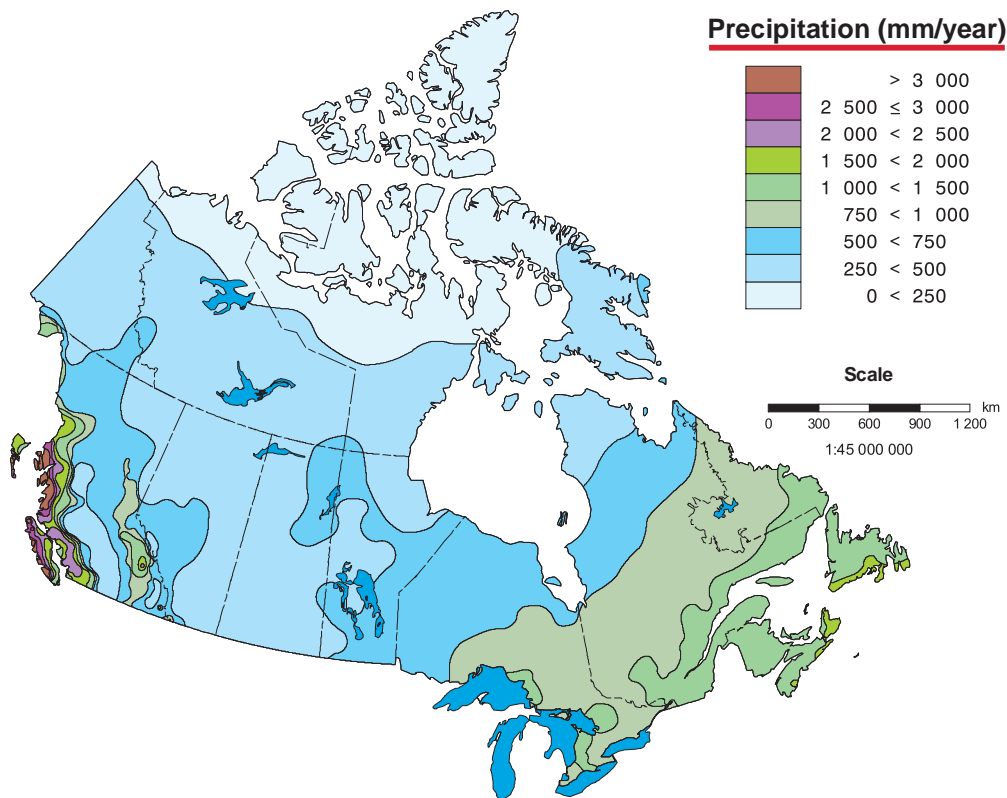 Precipitation (mm/year)
> 3 000
2 500 ≤ 3 000
2 000 < 2 500
1 500 < 2 000
1 000 < 1 500
750 < 1 000
500 < 750
250 < 500
0 < 250
Scale
km
0 300 600 900 1 200
1:45 000 000